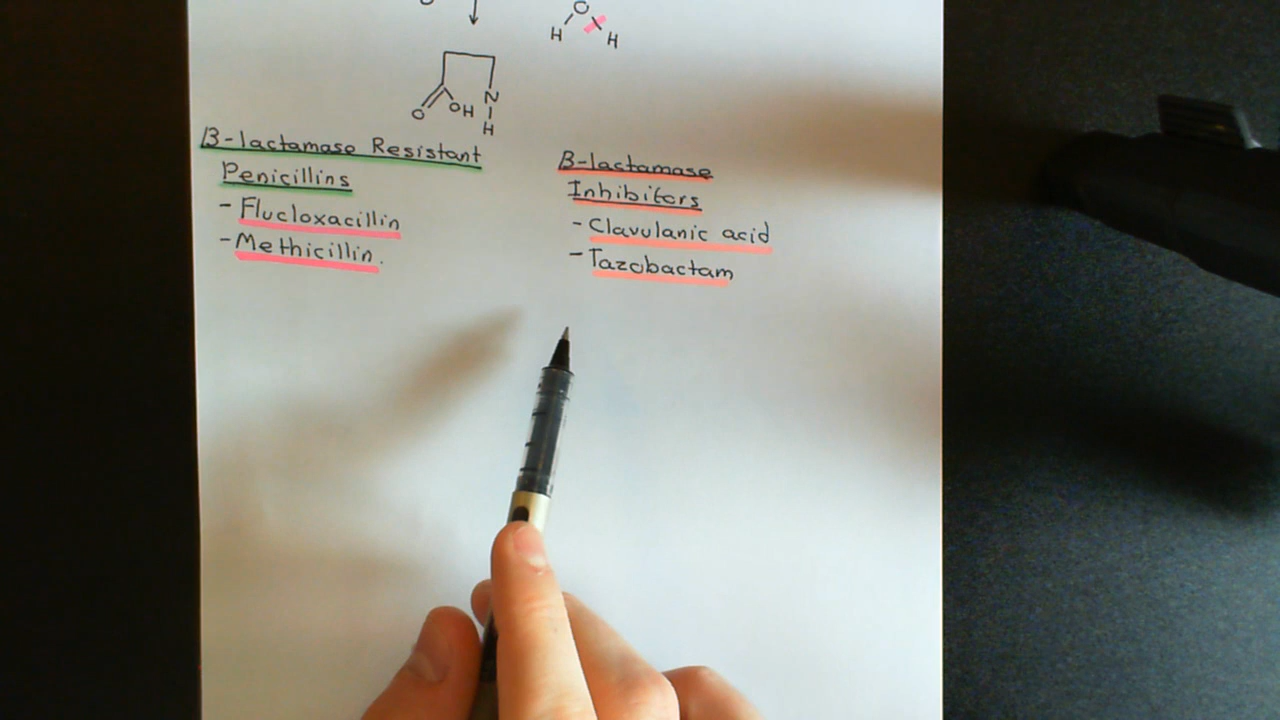 O
H
H
O
OH
N
H
β-lactamase Resistant
Penicillins
- Flucloxacillin
- Methicillin.
β-lactamase
Inhibitors
- Clavulanic acid
- Tazobactam